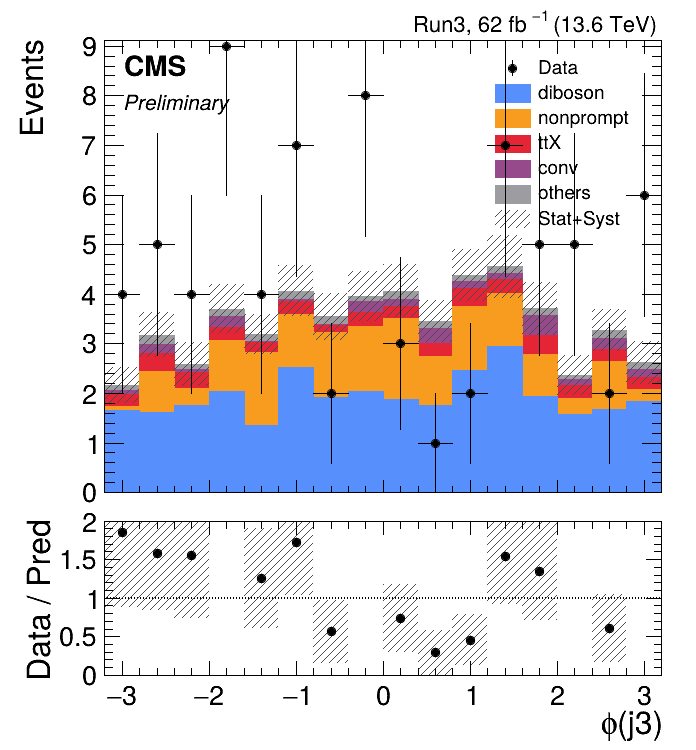 Run3, 62 fb⁻¹ (13.6 TeV)
Events
CMS
Preliminary
Data
diboson
nonprompt
ttX
conv
others
Stat+Syst
9
8
7
6
5
4
3
2
1
0
Data / Pred
2
1.5
1
0.5
0
−3 −2 −1 0 1 2 3
ϕ(j3)